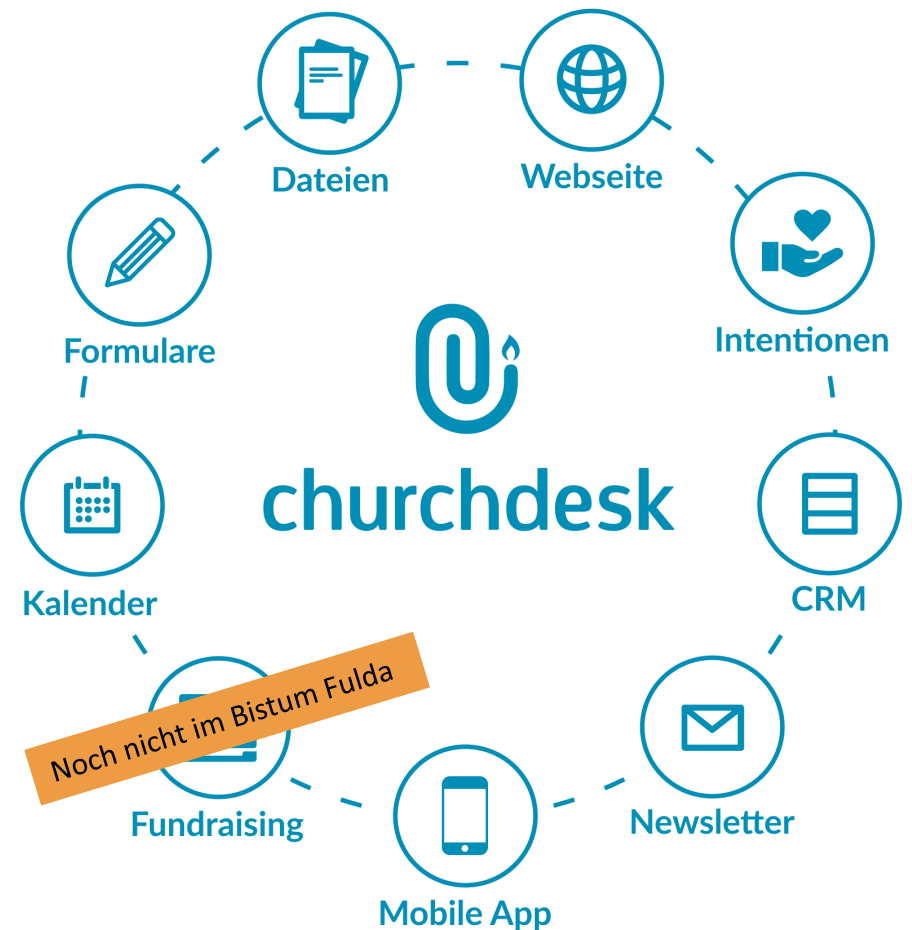 Dateien
Webseite
Formulare
Intentionen
churchdesk
Kalender
CRM
Noch nicht im Bistum Fulda
Fundraising
Newsletter
Mobile App